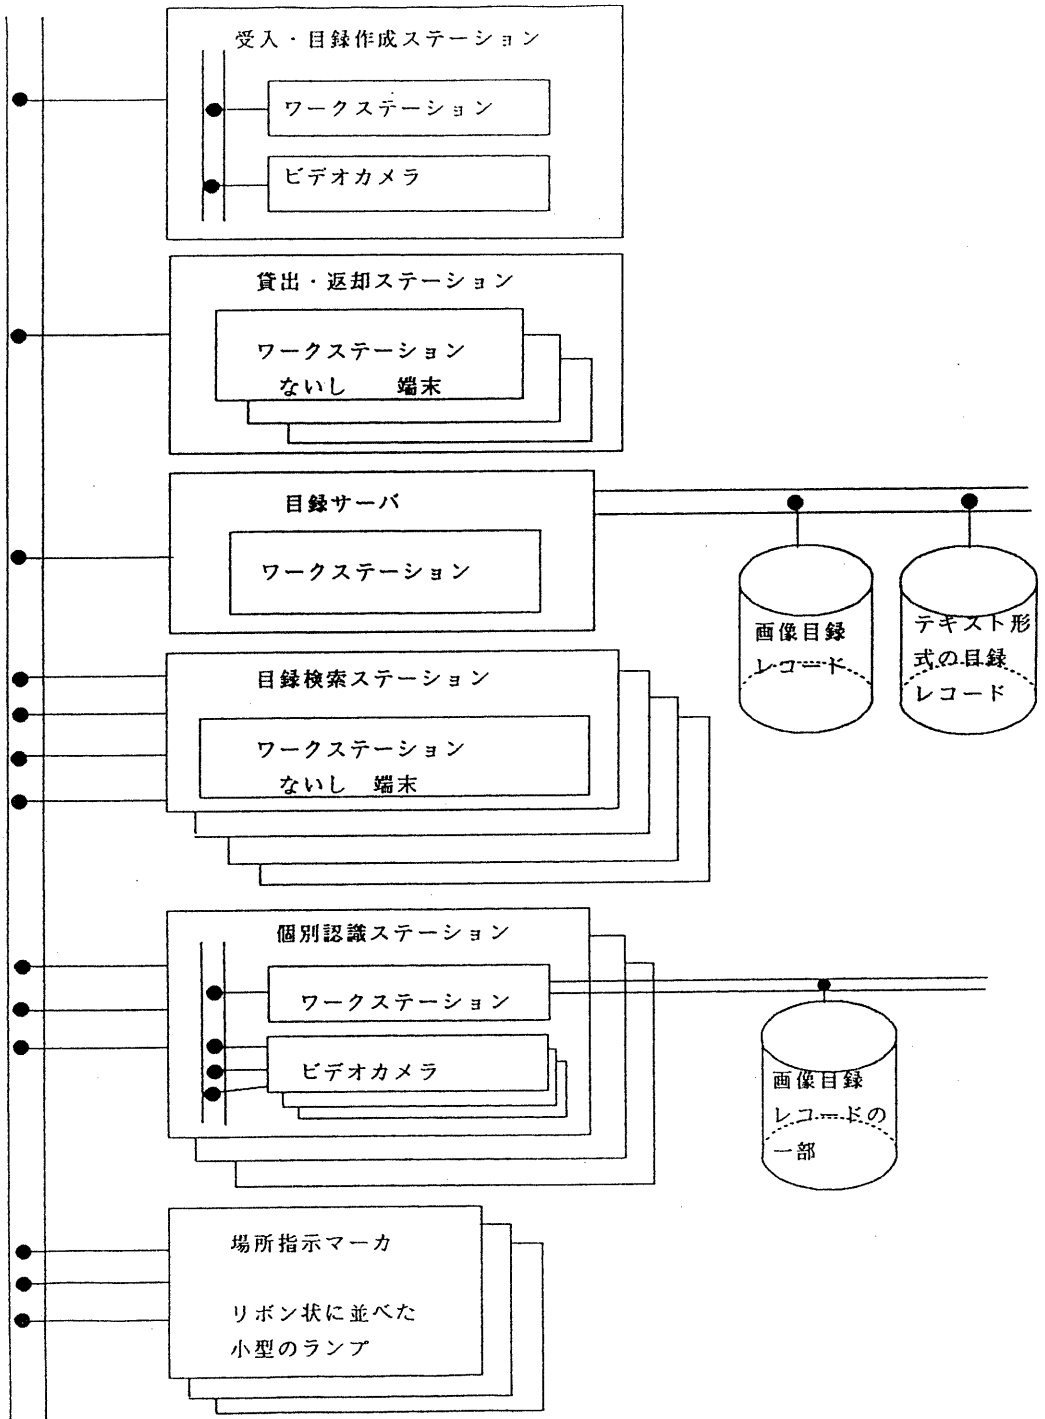 受入・目録作成ステーション
ワークステーション
ビデオカメラ
貸出・返却ステーション
ワークステーション
ないし 端末
目録サーバ
ワークステーション
画像目録
レコード
テキスト形
式の目録
レコード
目録検索ステーション
ワークステーション
ないし 端末
個別認識ステーション
ワークステーション
ビデオカメラ
画像目録
レコードの
一部
場所指示マーカ
リボン状に並べた
小型のランプ